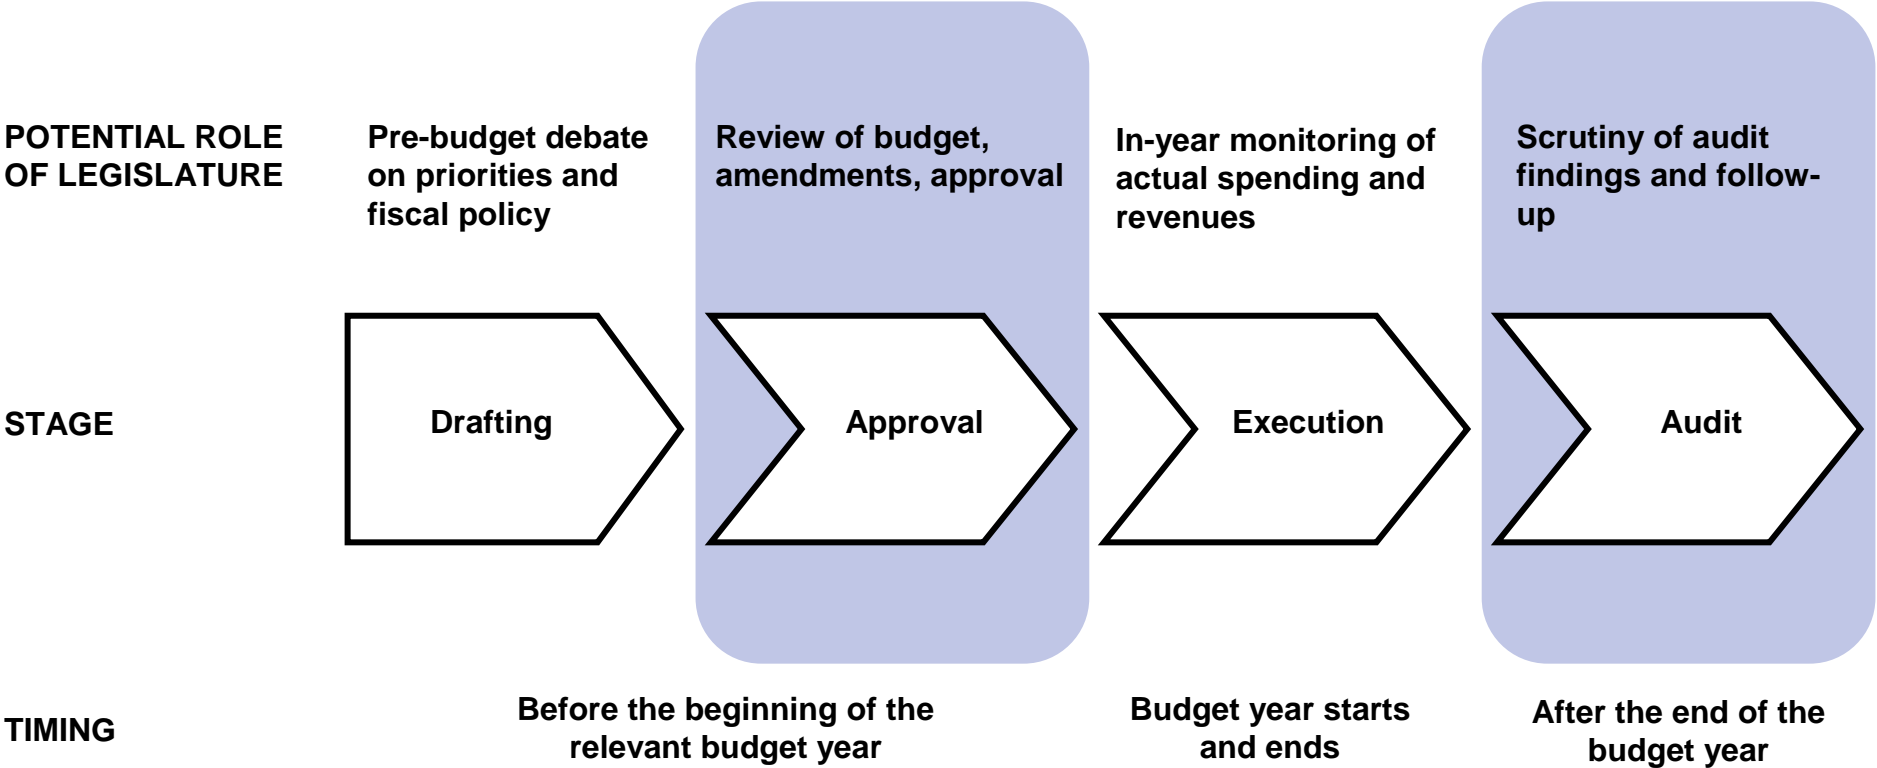 POTENTIAL ROLE
OF LEGISLATURE
Pre-budget debate
on priorities and
fiscal policy
Review of budget,
amendments, approval
In-year monitoring of
actual spending and
revenues
Scrutiny of audit
findings and follow-
up
STAGE
Drafting
Approval
Execution
Audit
TIMING
Before the beginning of the
relevant budget year
Budget year starts
and ends
After the end of the
budget year